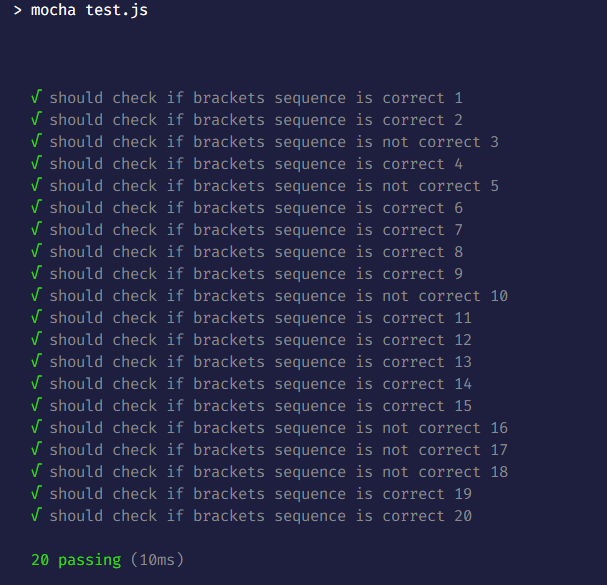 > mocha test.js
√ should check if brackets sequence is correct 1
√ should check if brackets sequence is correct 2
√ should check if brackets sequence is not correct 3
√ should check if brackets sequence is correct 4
√ should check if brackets sequence is not correct 5
√ should check if brackets sequence is correct 6
√ should check if brackets sequence is correct 7
√ should check if brackets sequence is correct 8
√ should check if brackets sequence is correct 9
√ should check if brackets sequence is not correct 10
√ should check if brackets sequence is correct 11
√ should check if brackets sequence is correct 12
√ should check if brackets sequence is correct 13
√ should check if brackets sequence is correct 14
√ should check if brackets sequence is correct 15
√ should check if brackets sequence is not correct 16
√ should check if brackets sequence is not correct 17
√ should check if brackets sequence is not correct 18
√ should check if brackets sequence is correct 19
√ should check if brackets sequence is correct 20
20 passing (10ms)